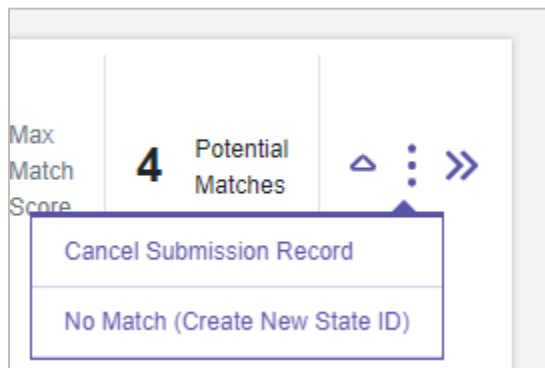 Max
Match
Score
4
Potential
Matches
Cancel Submission Record
No Match (Create New State ID)